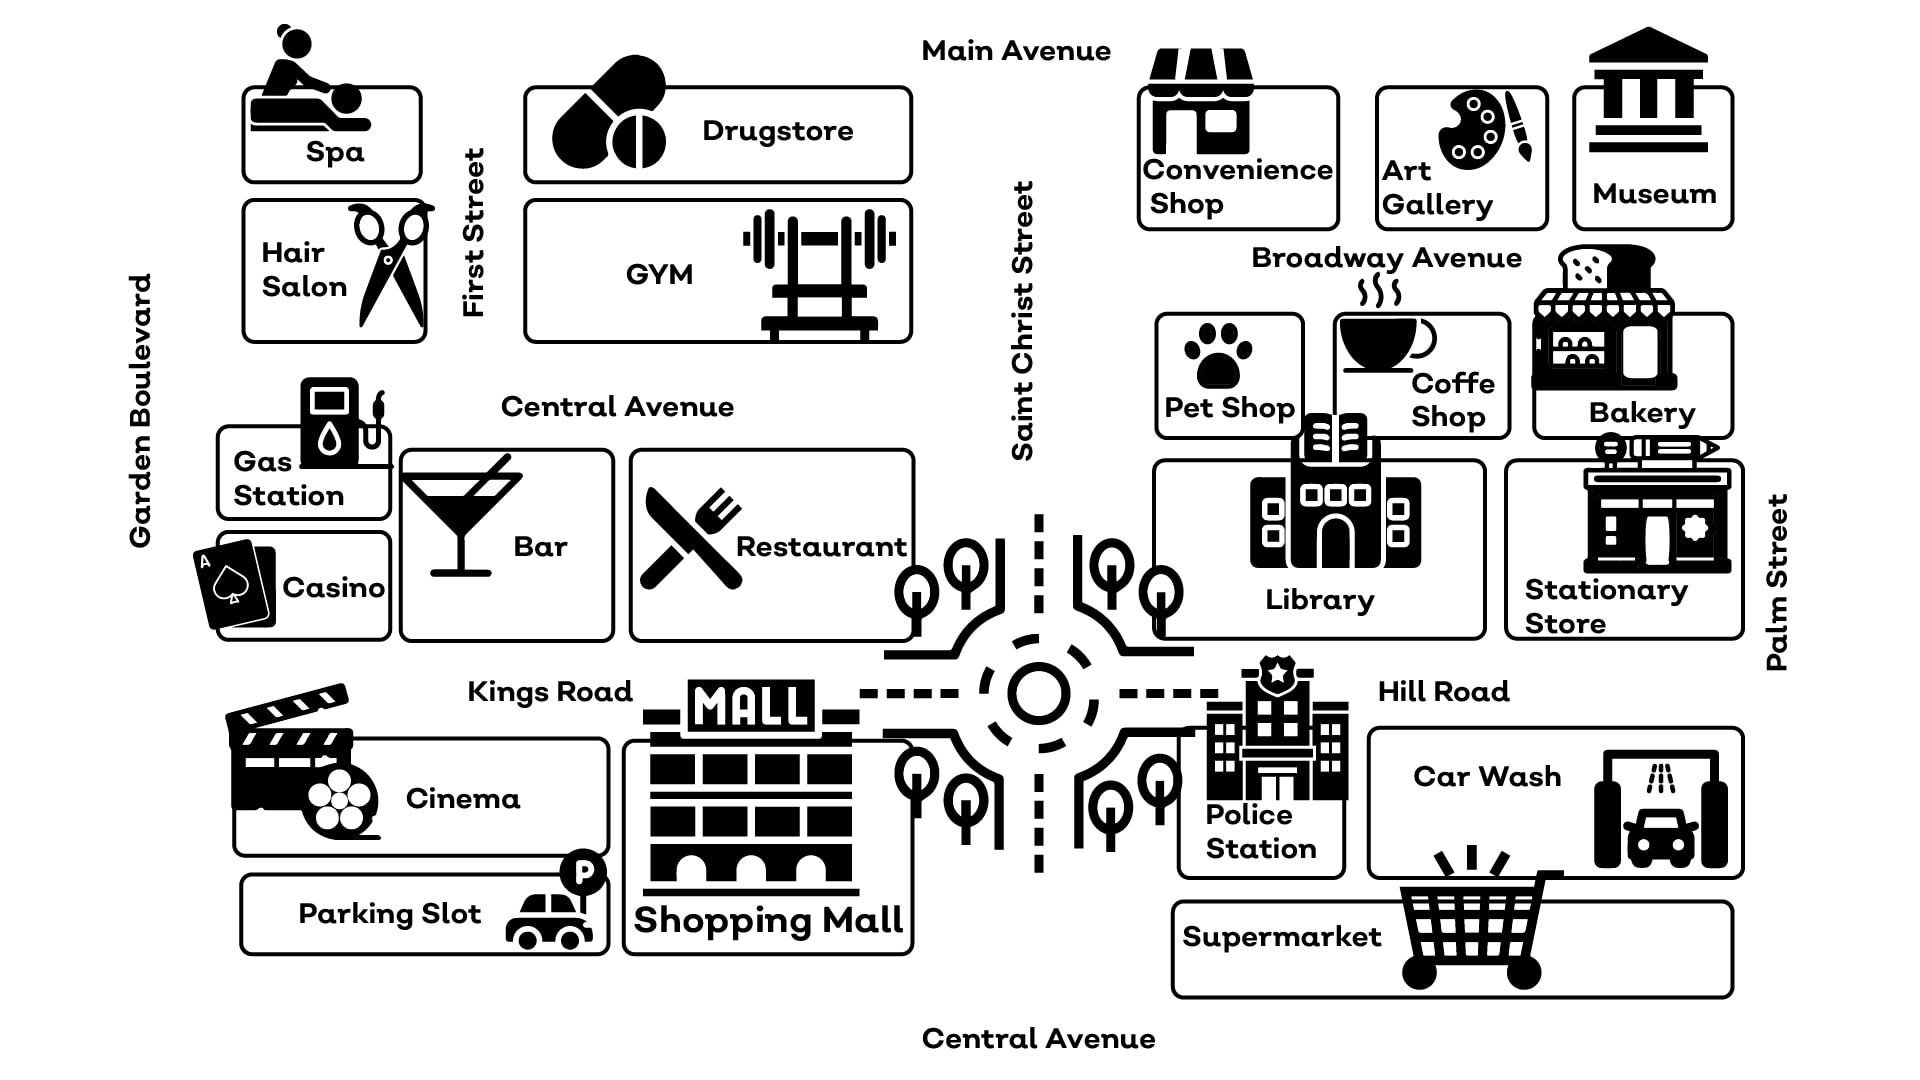 Main Avenue
Spa
Drugstore
Convenience
Shop
Art
Gallery
Museum
First Street
Hair
Salon
GYM
Saint Christ Street
Broadway Avenue
Garden Boulevard
Central Avenue
Pet Shop
Coffe
Shop
Bakery
Gas
Station
Bar
Restaurant
A
Casino
Library
Stationary
Store
Palm Street
Kings Road
MALL
Hill Road
Cinema
Car Wash
Police
Station
P
Parking Slot
Shopping Mall
Supermarket
Central Avenue